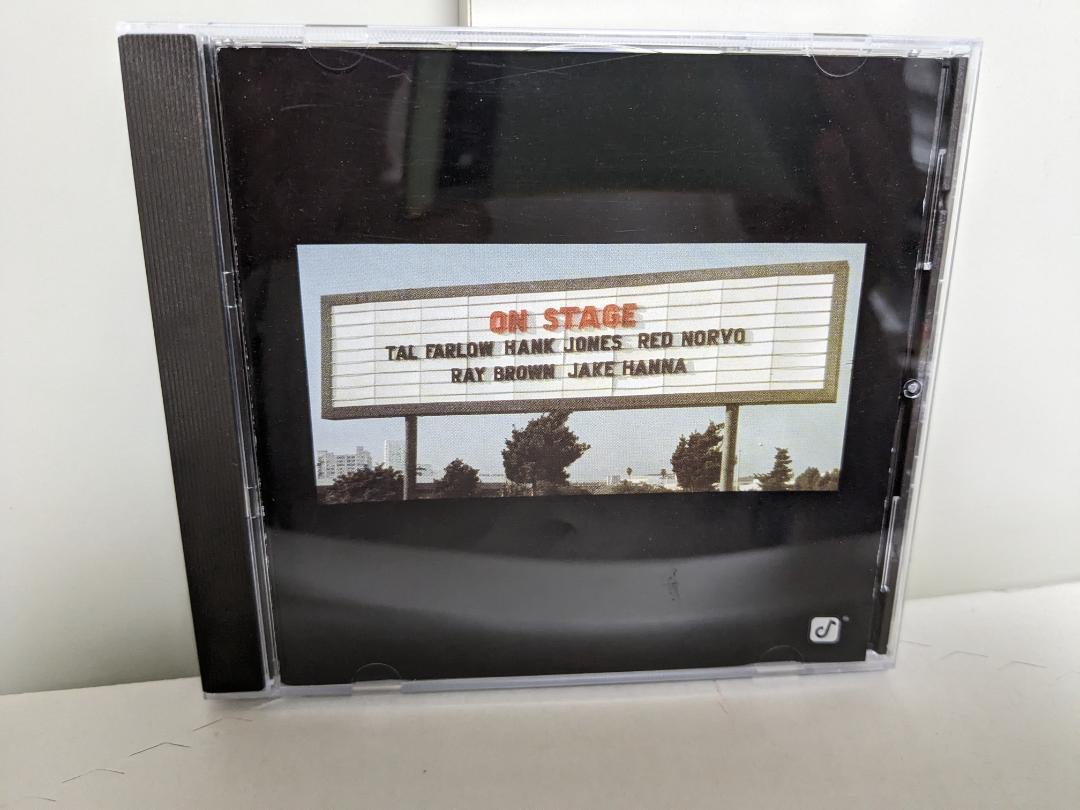 ON STAGE
TAL FARLOW HANK JONES RED NORVO
RAY BROWN JAKE HANNA